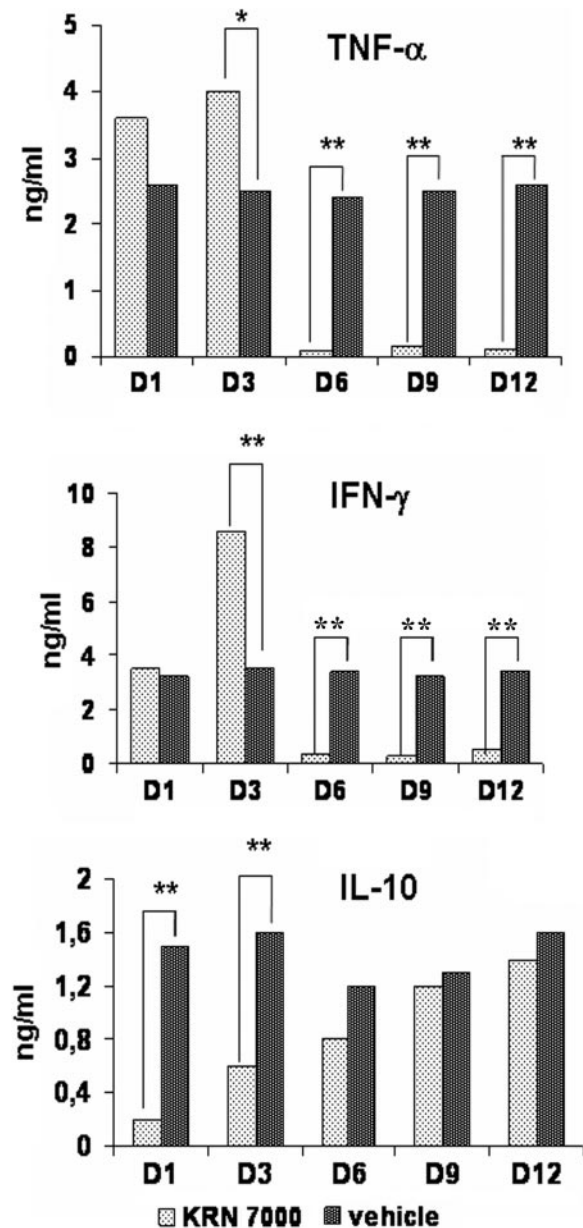 TNF-α
ng/ml
5
4
3
2
1
0
*
**
**
**
D1 D3 D6 D9 D12
IFN-γ
ng/ml
10
8
6
4
2
0
**
**
**
**
D1 D3 D6 D9 D12
IL-10
ng/ml
2
1,6
1,2
0,8
0,4
0
**
**
D1 D3 D6 D9 D12
KRN 7000 vehicle